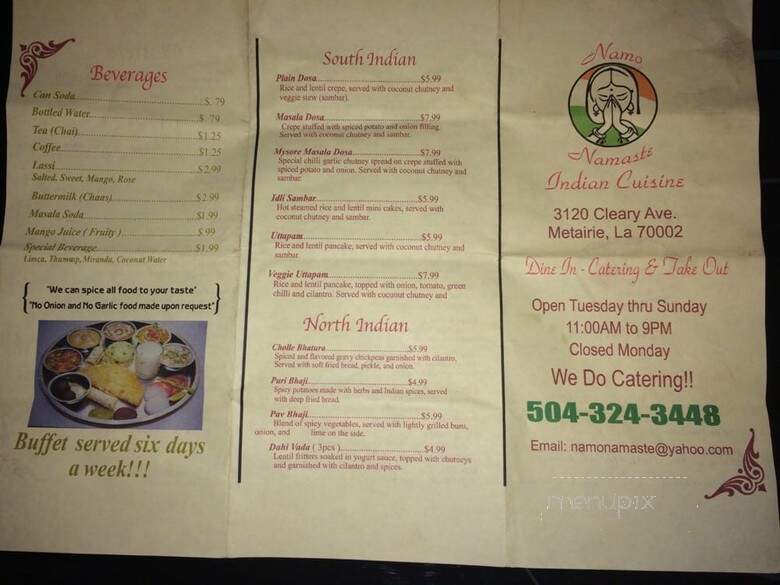 Beverages
Can Soda..............................$. 79
Bottled Water.......................$. 79
Tea (Chai)............................$1.25
Coffee..................................$1.25
Lassi....................................$2.99
Salted, Sweet, Mango, Rose
Buttermilk (Chaas)................$2.99
Masala Soda.........................$1.99
Mango Juice ( Fruity )............$.99
Special Beverage...................$1.99
Limca, Thumsup, Miranda, Coconut Water
"We can spice all food to your taste"
"No Onion and No Garlic food made upon request"
Buffet served six days
a week!!!
South Indian
Plain Dosa..............................$5.99
Rice and lentil crepe, served with coconut chutney and
veggie stew (sambar).
Masala Dosa..............................$7.99
Crepe stuffed with spiced potato and onion filling.
Served with coconut chutney and sambar.
Mysore Masala Dosa....................$7.99
Special chilli garlic chutney spread on crepe stuffed with
spiced potato and onion. Served with coconut chutney and
sambar.
Idli Sambar..............................$5.99
Hot steamed rice and lentil mini cakes, served with
coconut chutney and sambar.
Uttapam..............................$5.99
Rice and lentil pancake, served with coconut chutney and
sambar.
Veggie Uttapam..............................$7.99
Rice and lentil pancake, topped with onion, tomato, green
chilli and cilantro. Served with coconut chutney and
North Indian
Cholle Bhatura..............................$5.99
Spiced and flavored gravy chickpeas garnished with cilantro,
Served with soft fried bread, pickle, and onion.
Puri Bhaji..............................$4.99
Spicy potatoes made with herbs and Indian spices, served
with deep fried bread.
Pav Bhaji..............................$5.99
Blend of spicy vegetables, served with lightly grilled buns,
onion, and lime on the side.
Dahi Vada ( 3pcs )..............................$4.99
Lentil fritters soaked in yogurt sauce, topped with chutneys
and garnished with cilantro and spices.
Namo
Namasté
Indian Cuisine
3120 Cleary Ave.
Metairie, La 70002
Dine In - Catering & Take Out
Open Tuesday thru Sunday
11:00AM to 9PM
Closed Monday
We Do Catering!!
504-324-3448
Email: namonamaste@yahoo.com
menupix